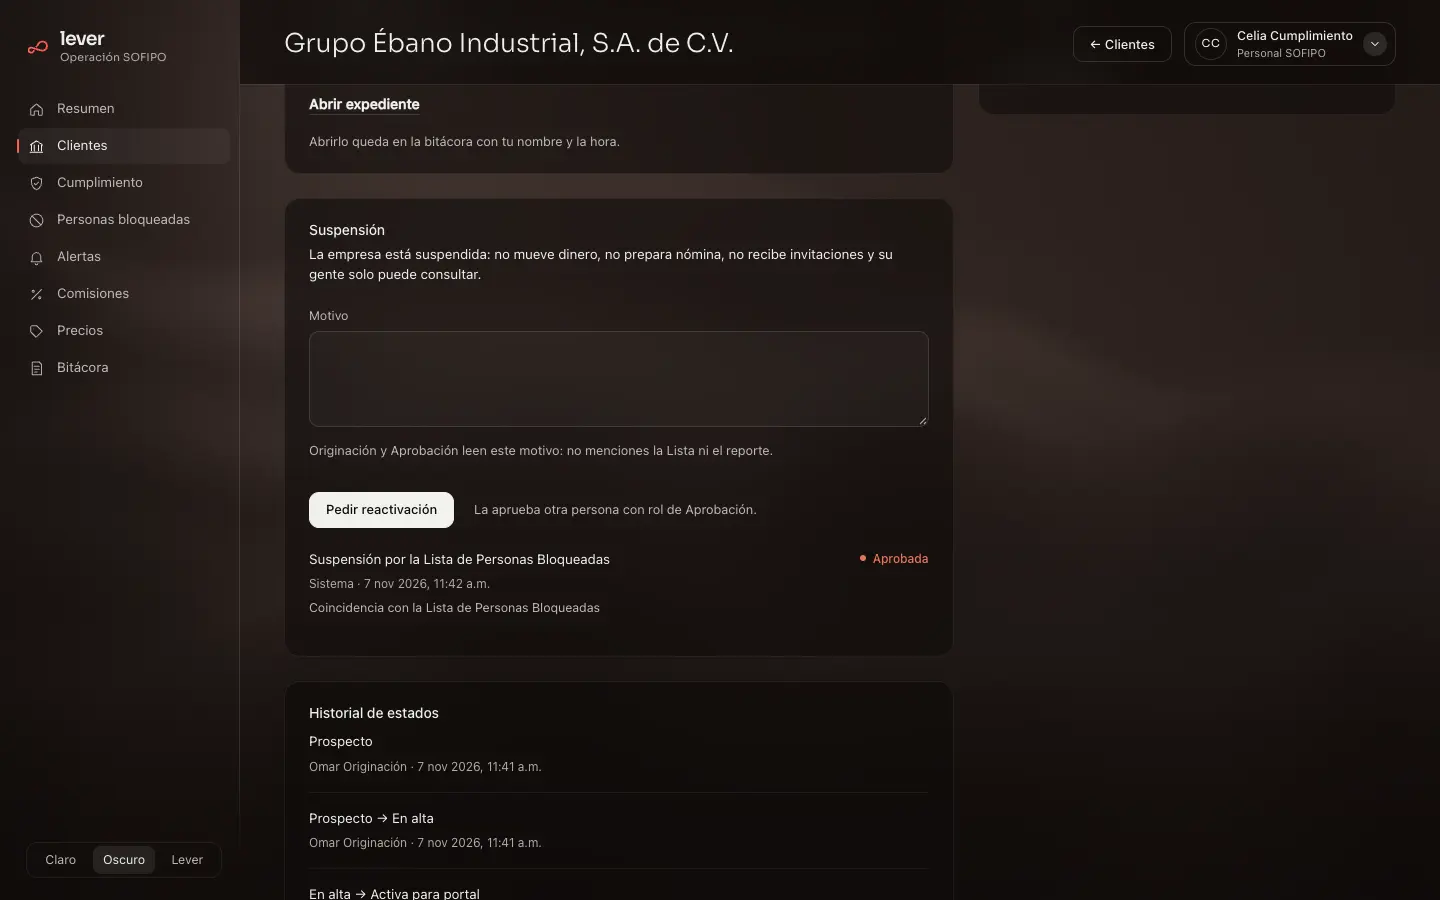 lever
Operación SOFIPO
Resumen
Clientes
Cumplimiento
Personas bloqueadas
Alertas
Comisiones
Precios
Bitácora
Claro
Oscuro
Lever
Grupo Ébano Industrial, S.A. de C.V.
← Clientes
CC
Celia Cumplimiento
Personal SOFIPO
Abrir expediente
Abrirlo queda en la bitácora con tu nombre y la hora.
Suspensión
La empresa está suspendida: no mueve dinero, no prepara nómina, no recibe invitaciones y su
gente solo puede consultar.
Motivo
Originación y Aprobación leen este motivo: no menciones la Lista ni el reporte.
Pedir reactivación
La aprueba otra persona con rol de Aprobación.
Suspensión por la Lista de Personas Bloqueadas
Aprobada
Sistema · 7 nov 2026, 11:42 a.m.
Coincidencia con la Lista de Personas Bloqueadas
Historial de estados
Prospecto
Omar Originación · 7 nov 2026, 11:41 a.m.
Prospecto → En alta
Omar Originación · 7 nov 2026, 11:41 a.m.
En alta → Activa para portal